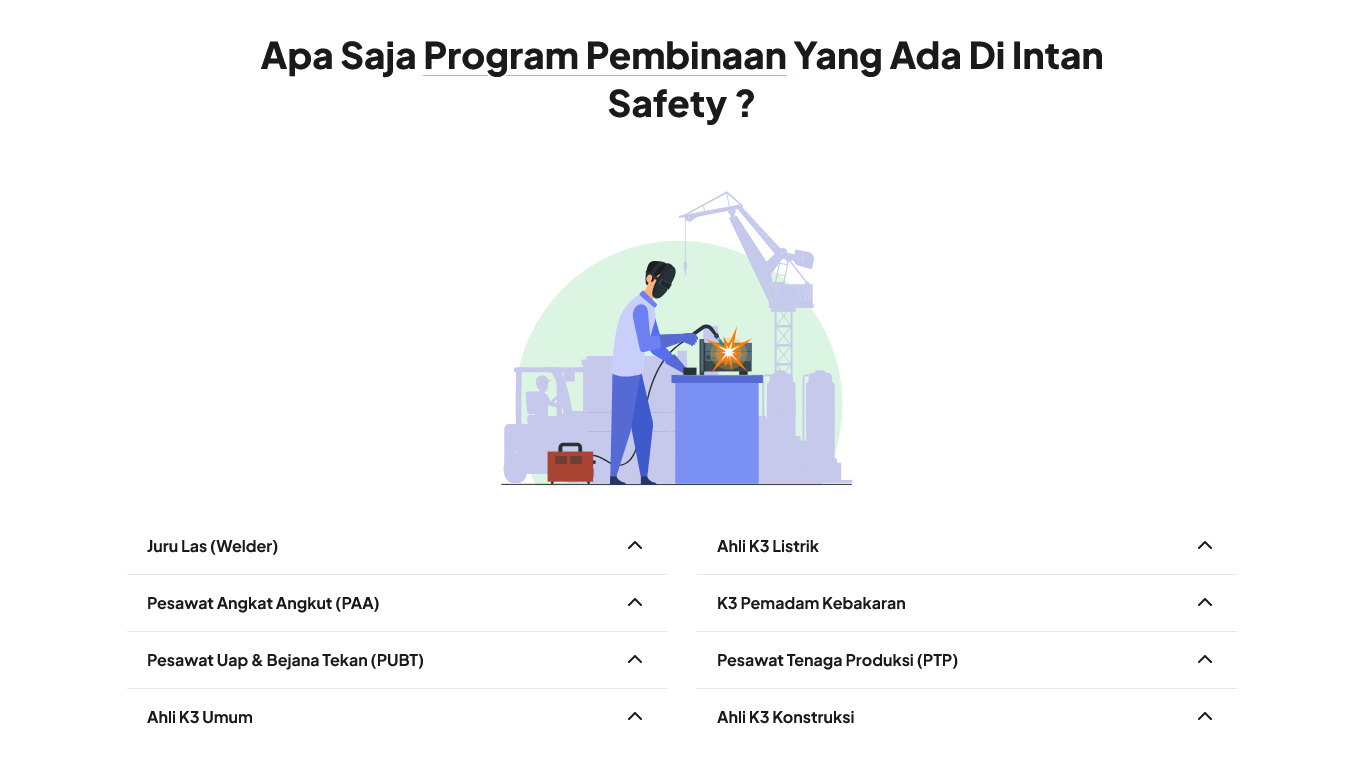 Apa Saja Program Pembinaan Yang Ada Di Intan
Safety ?
Juru Las (Welder)
Pesawat Angkat Angkut (PAA)
Pesawat Uap & Bejana Tekan (PUBT)
Ahli K3 Umum
Ahli K3 Listrik
K3 Pemadam Kebakaran
Pesawat Tenaga Produksi (PTP)
Ahli K3 Konstruksi